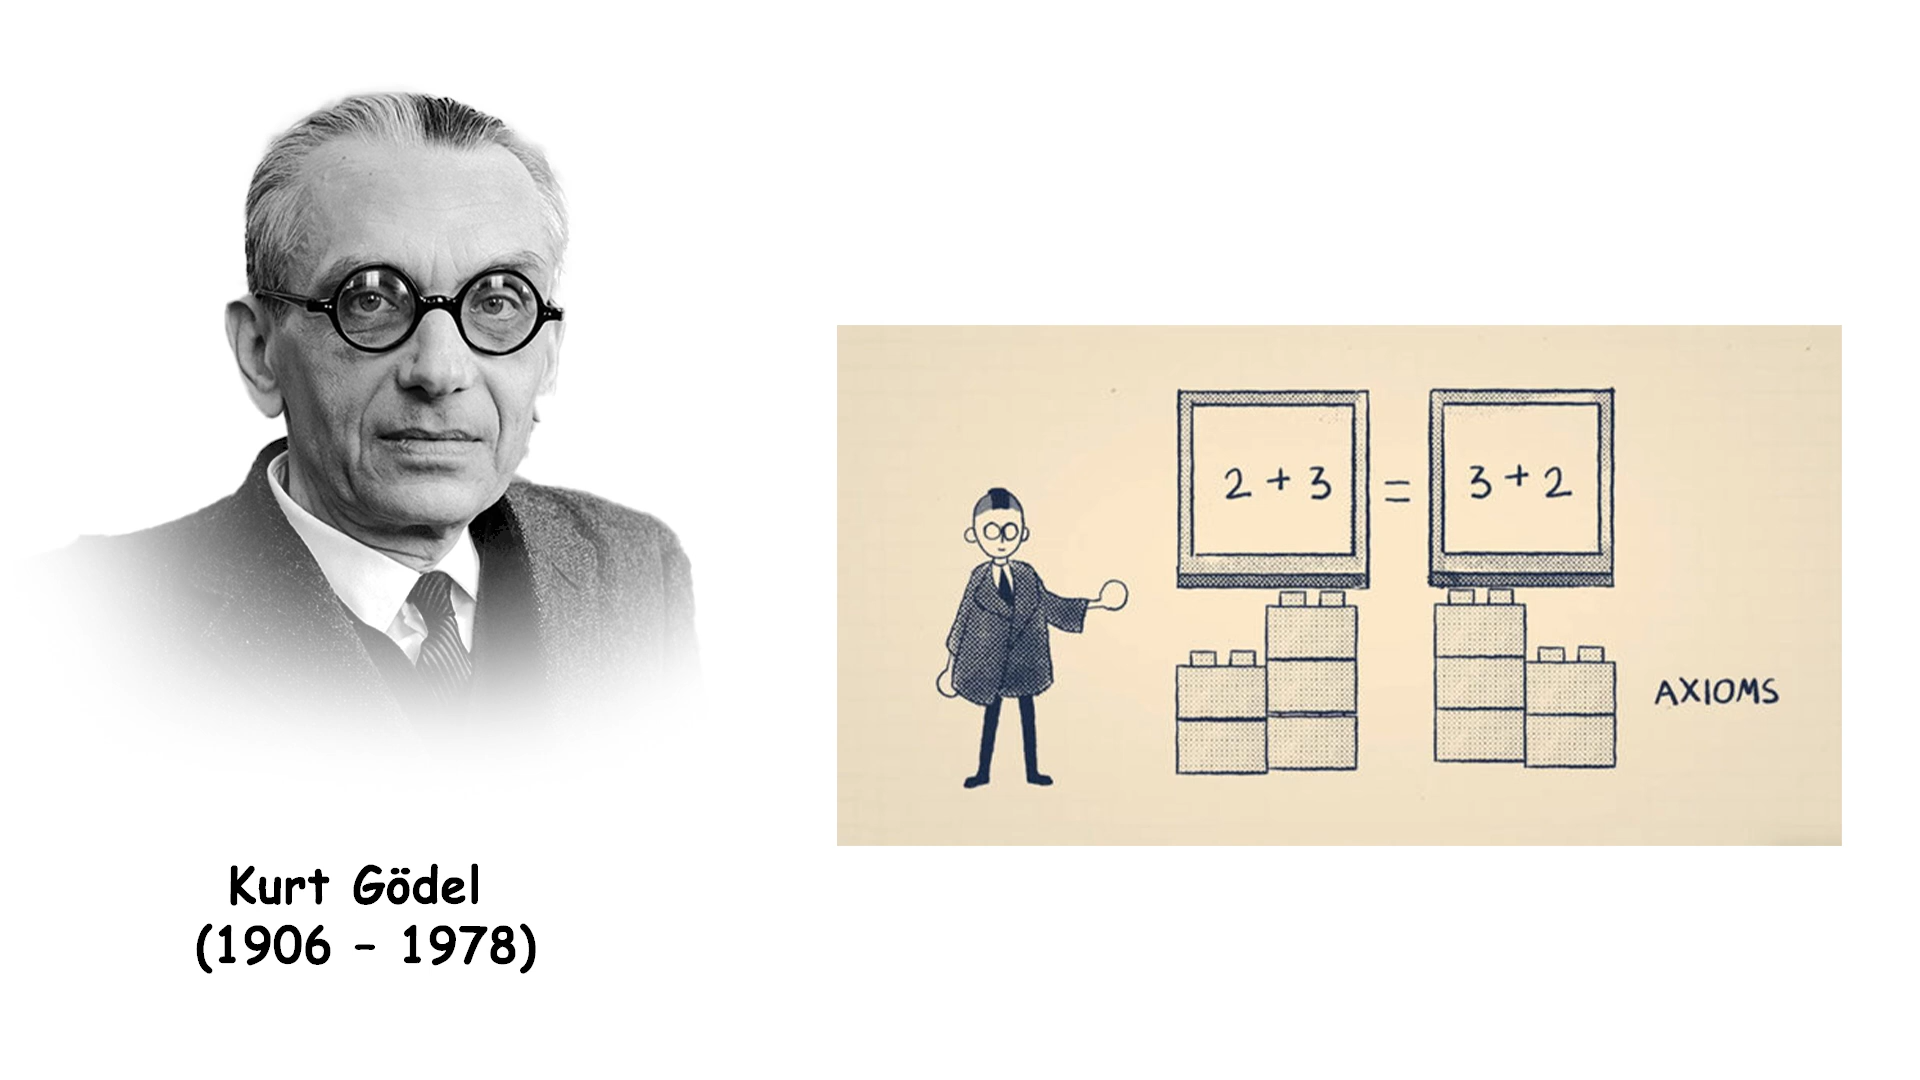 Kurt Gödel
(1906 – 1978)
2 + 3 = 3 + 2
AXIOMS